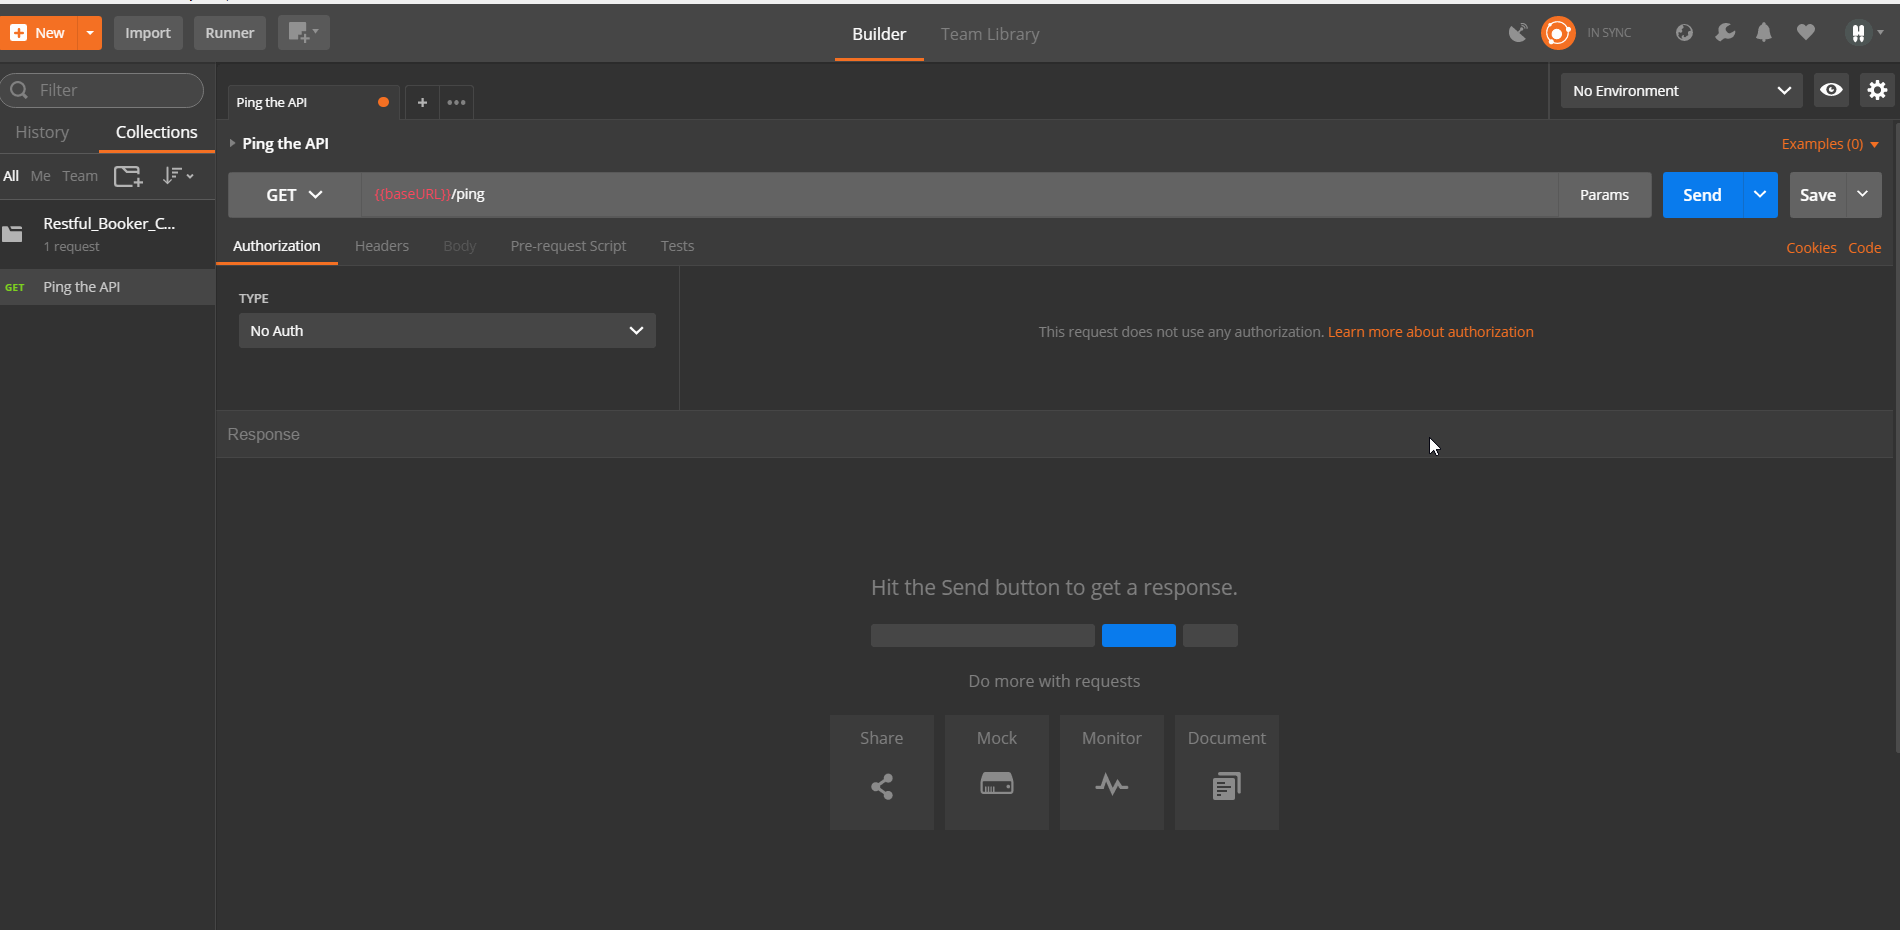 New
Import
Runner
Builder
Team Library
IN SYNC
Filter
History
Collections
All Me Team
Restful_Booker_C...
1 request
GET Ping the API
Ping the API
No Environment
Ping the API
Examples (0)
GET
{{baseURL}}/ping
Params
Send
Save
Authorization
Headers
Body
Pre-request Script
Tests
Cookies
Code
TYPE
No Auth
This request does not use any authorization. Learn more about authorization
Response
Hit the Send button to get a response.
Do more with requests
Share
Mock
Monitor
Document